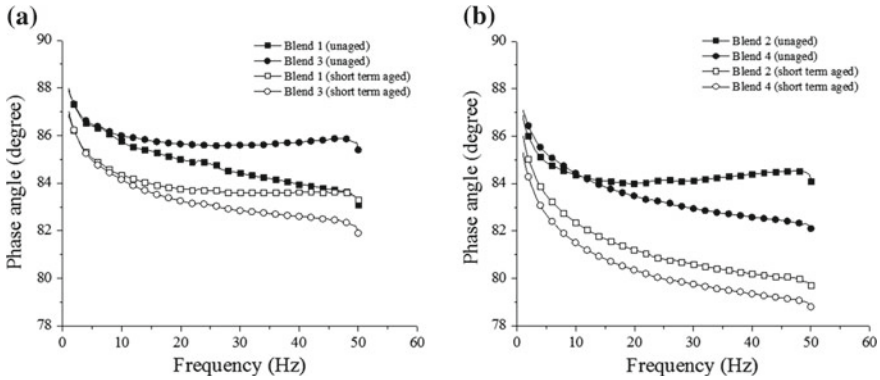 (a)
90
88
86
84
82
80
78
Phase angle (degree)
Blend 1 (unaged)
Blend 3 (unaged)
Blend 1 (short term aged)
Blend 3 (short term aged)
0 10 20 30 40 50 60
Frequency (Hz)
(b)
90
88
86
84
82
80
78
Phase angle (degree)
Blend 2 (unaged)
Blend 4 (unaged)
Blend 2 (short term aged)
Blend 4 (short term aged)
0 10 20 30 40 50 60
Frequency (Hz)